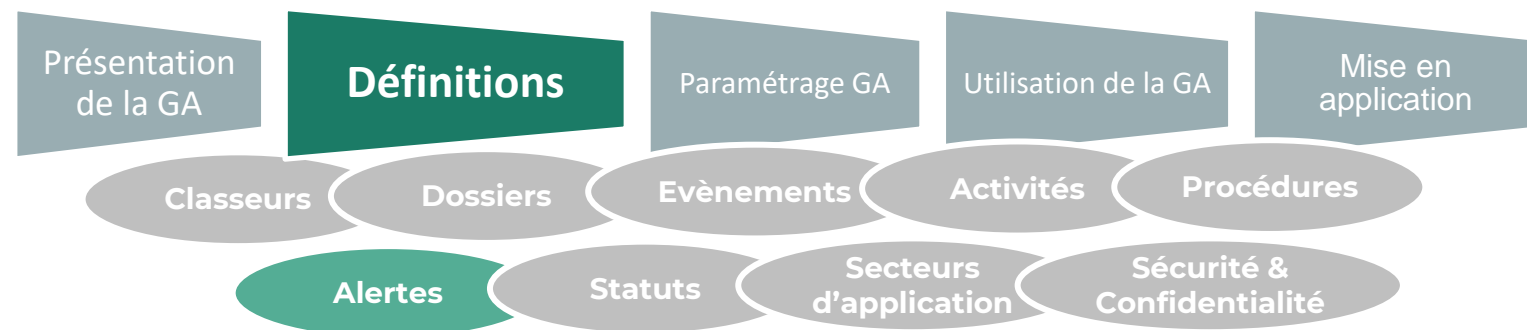 Présentation
de la GA
Définitions
Paramétrage GA
Utilisation de la GA
Mise en
application
Classeurs
Dossiers
Evènements
Activités
Procédures
Alertes
Statuts
Secteurs
d’application
Sécurité &
Confidentialité